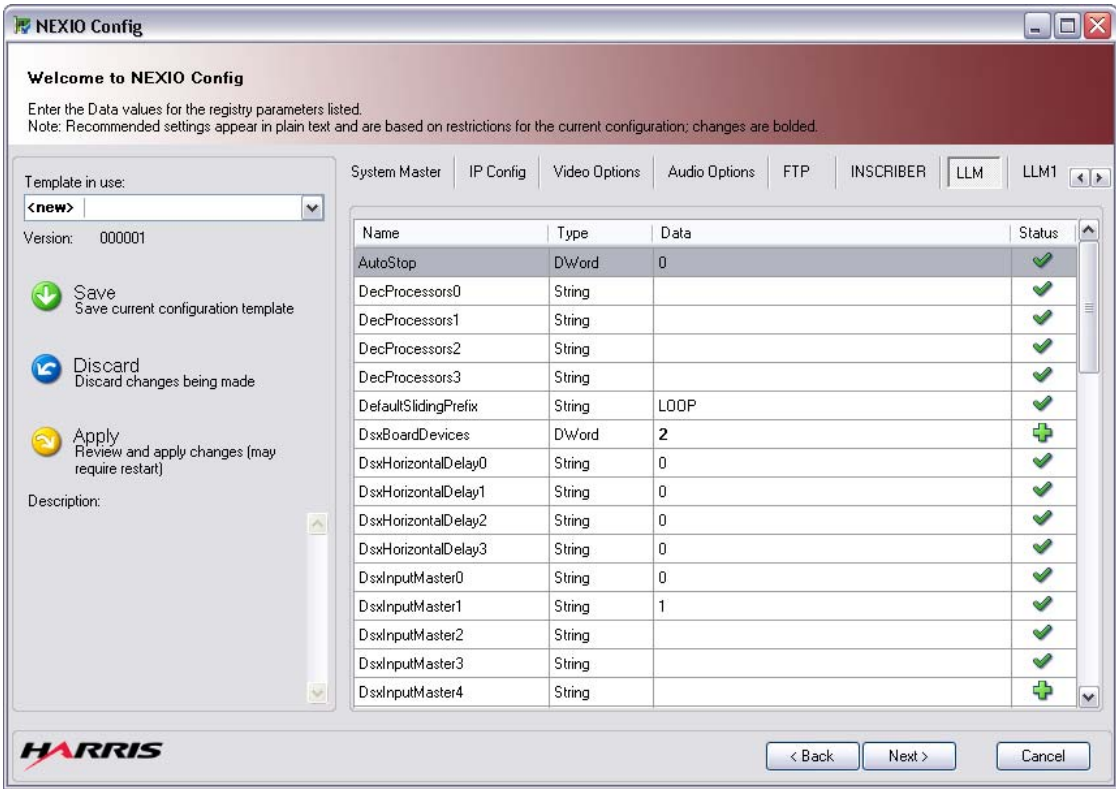 NEXIO Config
Welcome to NEXIO Config
Enter the Data values for the registry parameters listed.
Note: Recommended settings appear in plain text and are based on restrictions for the current configuration; changes are bolded.
Template in use:
<new>
Version: 000001
Save
Save current configuration template
Discard
Discard changes being made
Apply
Review and apply changes (may
require restart)
Description:
System Master IP Config Video Options Audio Options FTP INSCRIBER LLM LLM1
Name Type Data Status
AutoStop DWord 0
DecProcessors0 String
DecProcessors1 String
DecProcessors2 String
DecProcessors3 String
DefaultSlidingPrefix String LOOP
DsxBoardDevices DWord 2
DsxHorizontalDelay0 String 0
DsxHorizontalDelay1 String 0
DsxHorizontalDelay2 String 0
DsxHorizontalDelay3 String 0
DsxInputMaster0 String 0
DsxInputMaster1 String 1
DsxInputMaster2 String
DsxInputMaster3 String
DsxInputMaster4 String
HARRIS
< Back Next > Cancel